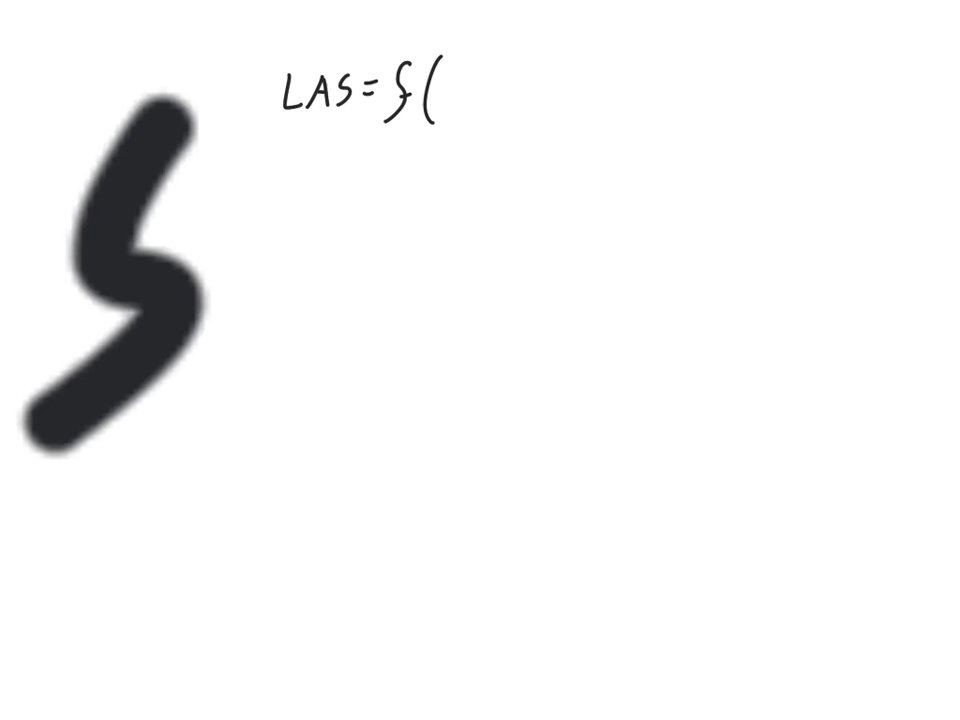 S
LAS = f(